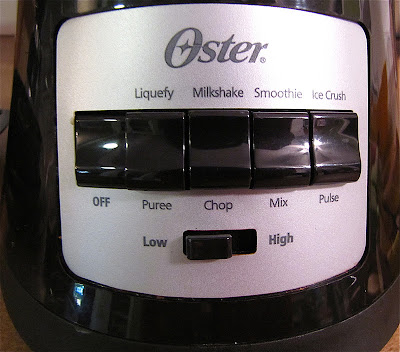 Oster®
Liquefy Milkshake Smoothie Ice Crush
OFF Puree Chop Mix Pulse
Low High